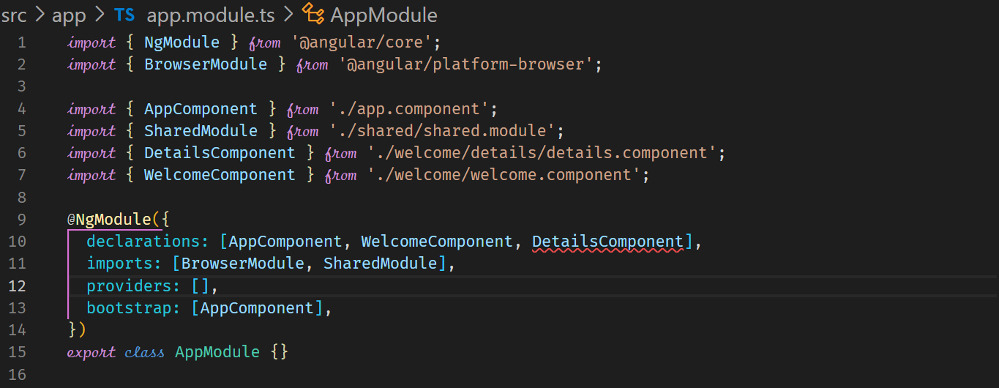 src > app > TS app.module.ts > AppModule
1 import { NgModule } from '@angular/core';
2 import { BrowserModule } from '@angular/platform-browser';
3
4 import { AppComponent } from './app.component';
5 import { SharedModule } from './shared/shared.module';
6 import { DetailsComponent } from './welcome/details/details.component';
7 import { WelcomeComponent } from './welcome/welcome.component';
8
9 @NgModule({
10   declarations: [AppComponent, WelcomeComponent, DetailsComponent],
11   imports: [BrowserModule, SharedModule],
12   providers: [],
13   bootstrap: [AppComponent],
14 })
15 export class AppModule {}
16